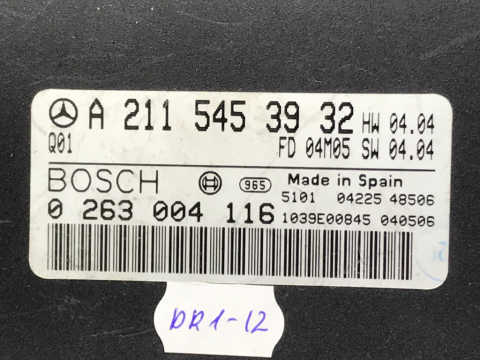 A 211 545 39 32 HW 04.04
Q01 FD 04M05 SW 04.04
BOSCH 965 Made in Spain
5101 04225 48506
0 263 004 116 1039E00845 040506
DR1-12